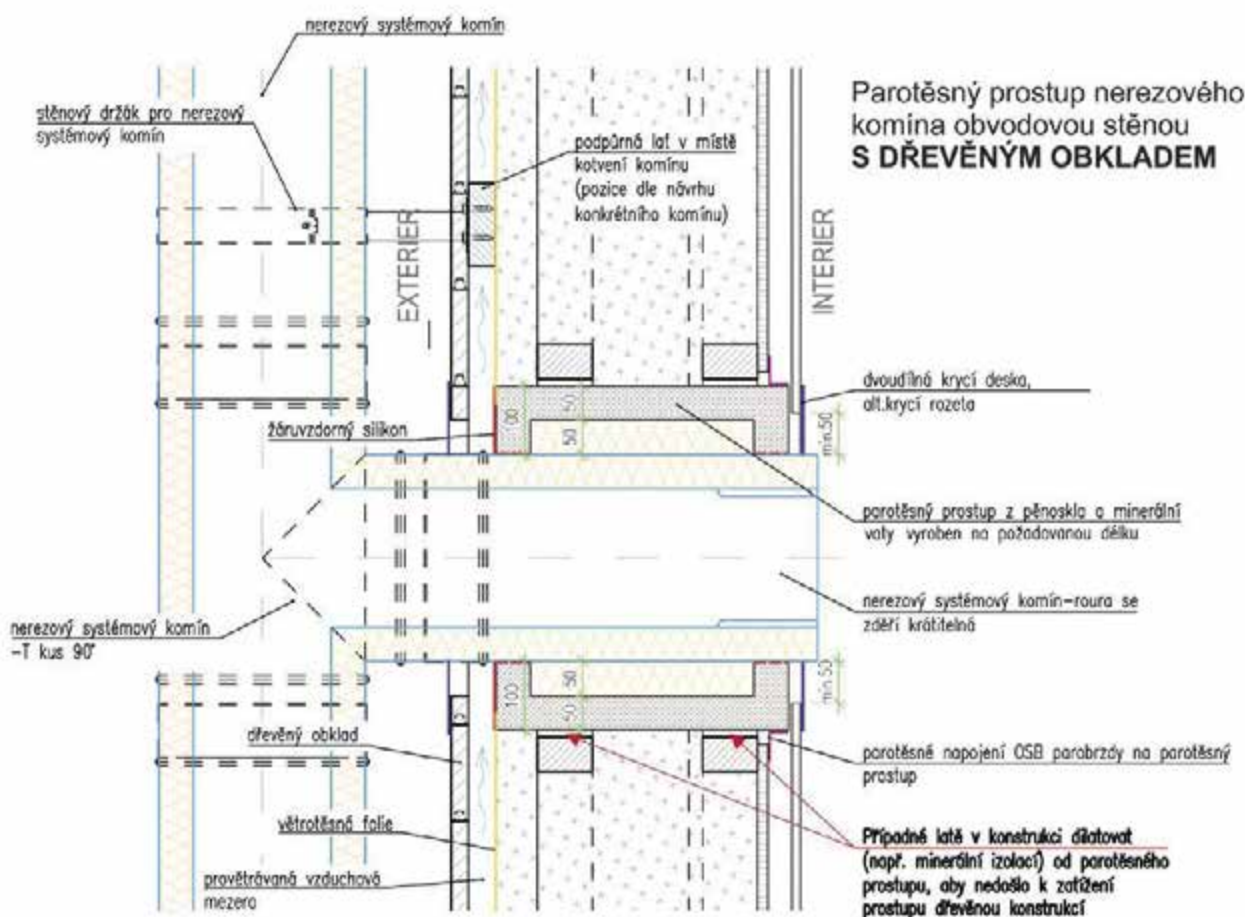 nerezový systémový komín
stěnový držák pro nerezový
systémový komín
Parotěsný prostup nerezového
komína obvodovou stěnou
S DŘEVĚNÝM OBKLADEM
podpůrná lať v místě
kotvení komínu
(pozice dle návrhu
konkrétního komínu)
EXTERIER
INTERIER
dvoudílná krycí deska,
alt.krycí rozeta
žáruvzdorný silikon
100
50
50
min.50
parotěsný prostup z pěnoskla a minerální
vaty vyroben na požadovanou délku
nerezový systémový komín-roura se
zděří krátitelná
nerezový systémový komín
-T kus 90°
100
50
50
min.50
dřevěný obklad
parotěsné napojení OSB parobrzdy na parotěsný
prostup
větrotěsná folie
provětrávaná vzduchová
mezera
Případné latě v konstrukci dilatovat
(např. minerální izolací) od parotěsného
prostupu, aby nedošlo k zatížení
prostupu dřevěnou konstrukcí